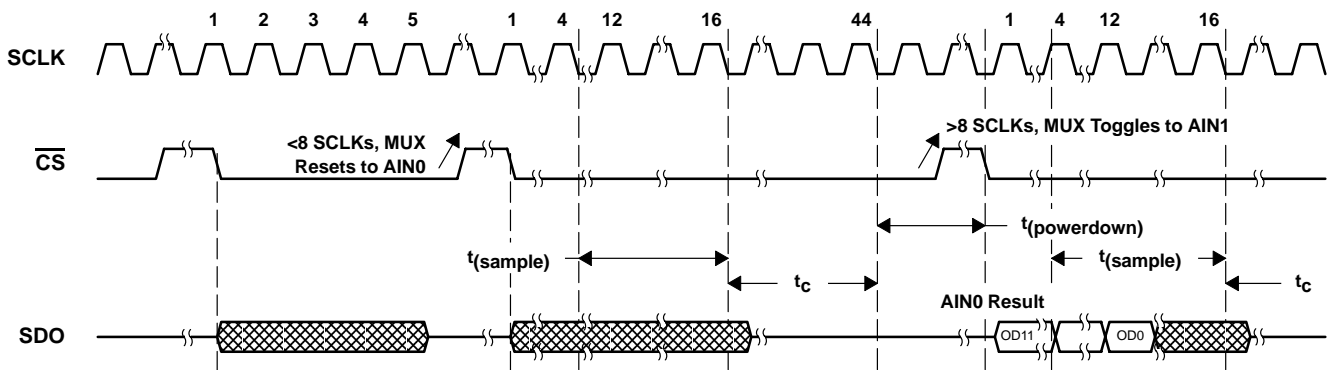 1 2 3 4 5 1 4 12 16 44 1 4 12 16
SCLK
>8 SCLKs, MUX Toggles to AIN1
<8 SCLKs, MUX
Resets to AIN0
CS
t(powerdown)
t(sample)
t(sample)
tc
tc
AIN0 Result
SDO
OD11
OD0